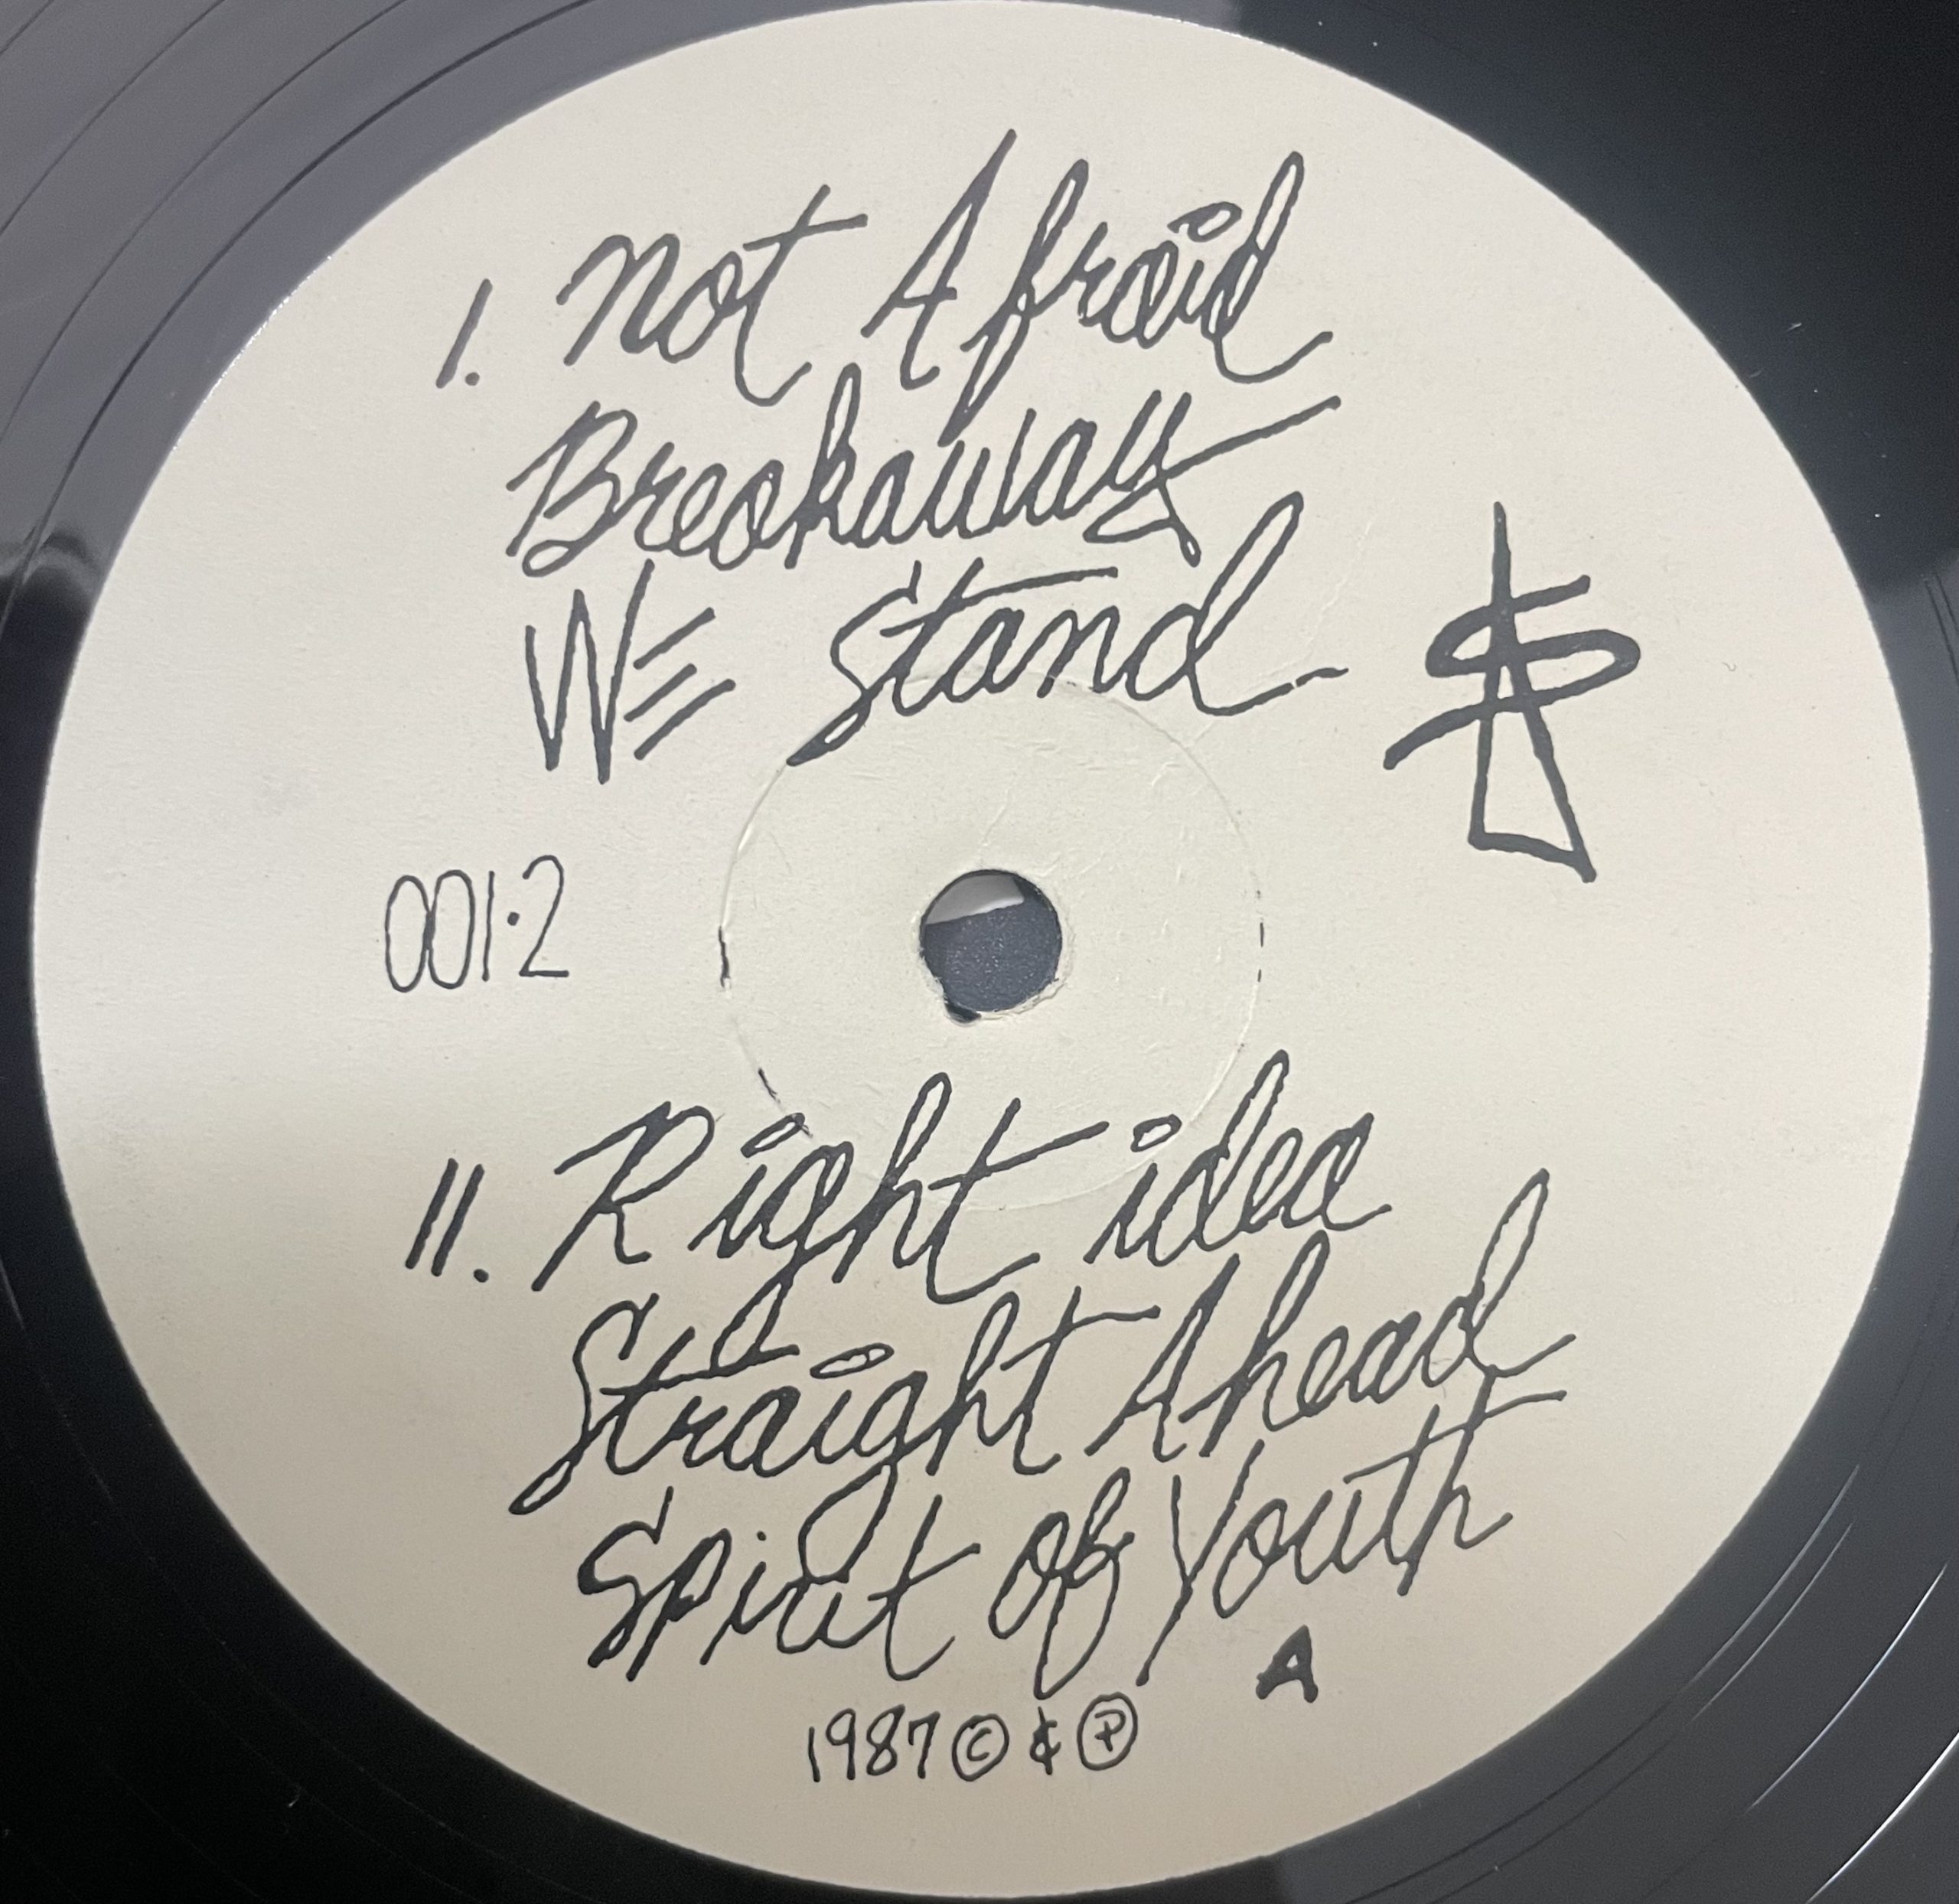 I. Not Afraid
Breakaway
WE Stand
001·2
II. Right idea
Straight Ahead
Spirit of Youth
A
1987 © & ℗